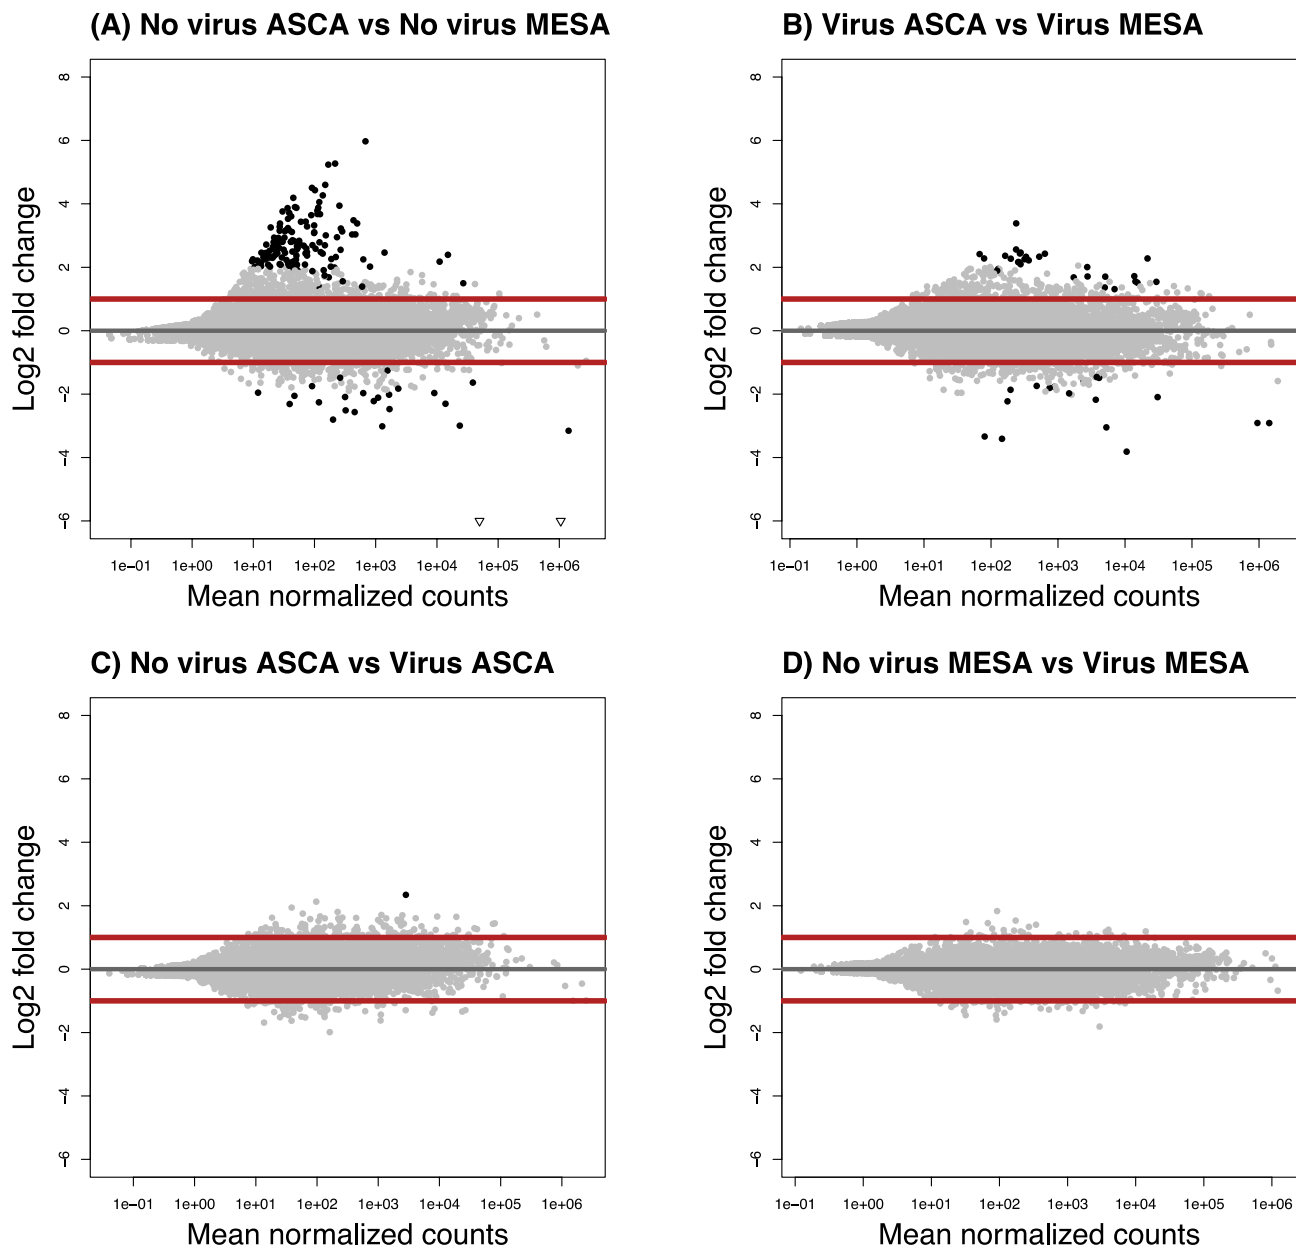 (A) No virus ASCA vs No virus MESA
8
6
4
2
0
−2
−4
−6
Log2 fold change
1e−01 1e+00 1e+01 1e+02 1e+03 1e+04 1e+05 1e+06
Mean normalized counts
B) Virus ASCA vs Virus MESA
8
6
4
2
0
−2
−4
−6
Log2 fold change
1e−01 1e+00 1e+01 1e+02 1e+03 1e+04 1e+05 1e+06
Mean normalized counts
C) No virus ASCA vs Virus ASCA
8
6
4
2
0
−2
−4
−6
Log2 fold change
1e−01 1e+00 1e+01 1e+02 1e+03 1e+04 1e+05 1e+06
Mean normalized counts
D) No virus MESA vs Virus MESA
8
6
4
2
0
−2
−4
−6
Log2 fold change
1e−01 1e+00 1e+01 1e+02 1e+03 1e+04 1e+05 1e+06
Mean normalized counts